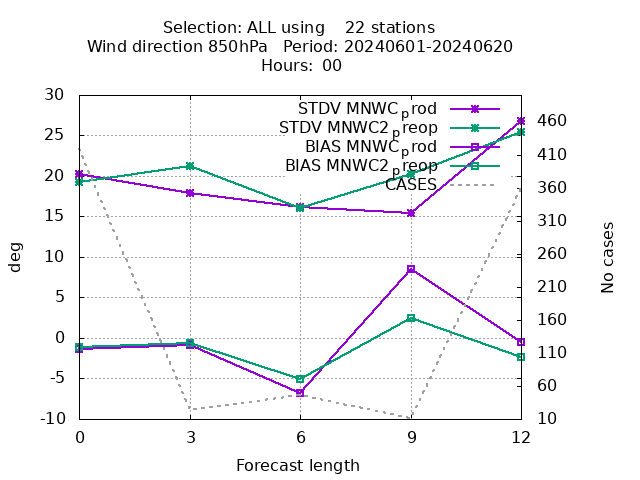 Selection: ALL using    22 stations
Wind direction 850hPa   Period: 20240601-20240620
Hours: 00
STDV MNWC_prod
STDV MNWC2_preop
BIAS MNWC_prod
BIAS MNWC2_preop
CASES
deg
30
25
20
15
10
5
0
-5
-10
No cases
460
410
360
310
260
210
160
110
60
10
0 3 6 9 12
Forecast length